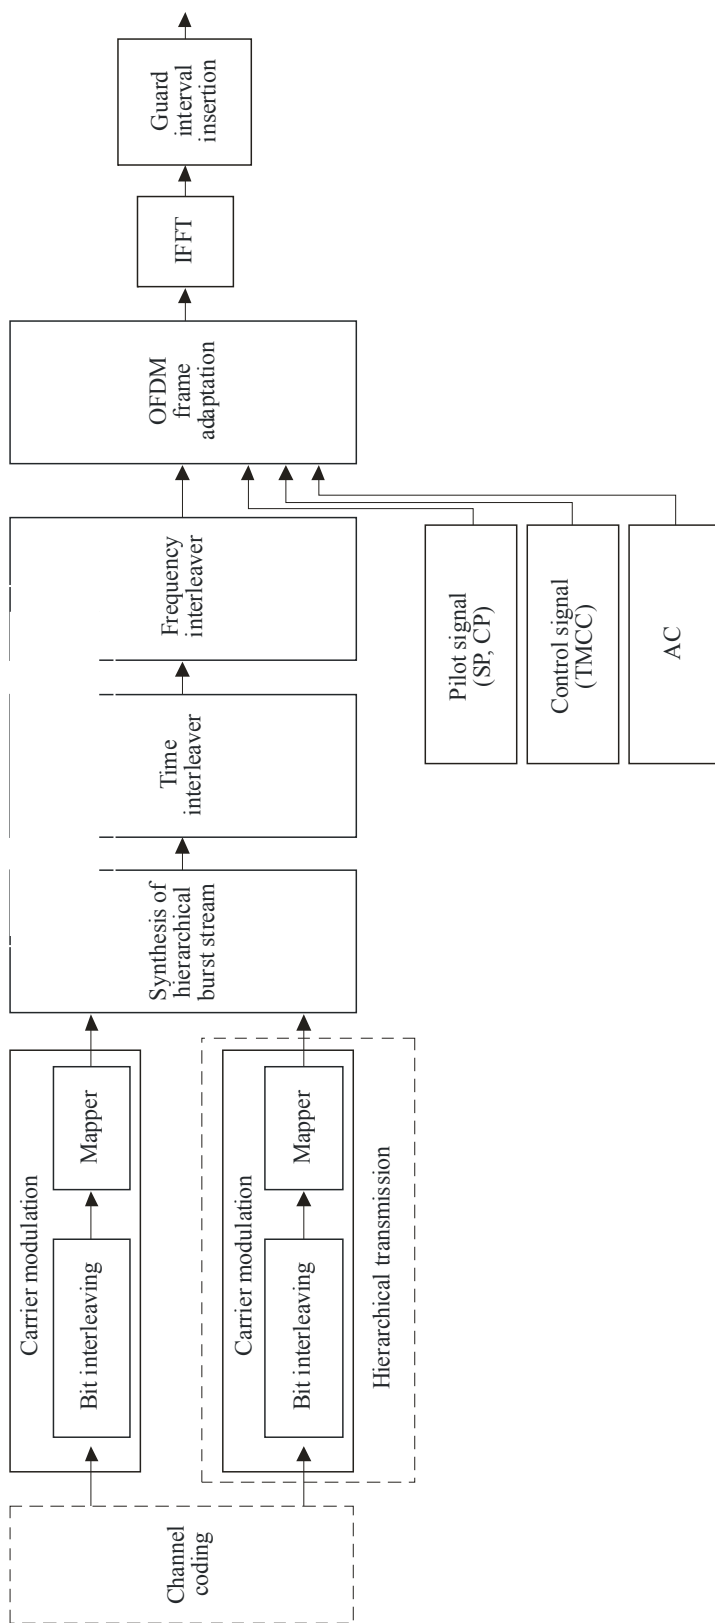 Channel
coding
Carrier modulation
Bit interleaving
Mapper
Carrier modulation
Bit interleaving
Mapper
Hierarchical transmission
Synthesis of
hierarchical
burst stream
Time
interleaver
Frequency
interleaver
OFDM
frame
adaptation
IFFT
Guard
interval
insertion
Pilot signal
(SP, CP)
Control signal
(TMCC)
AC